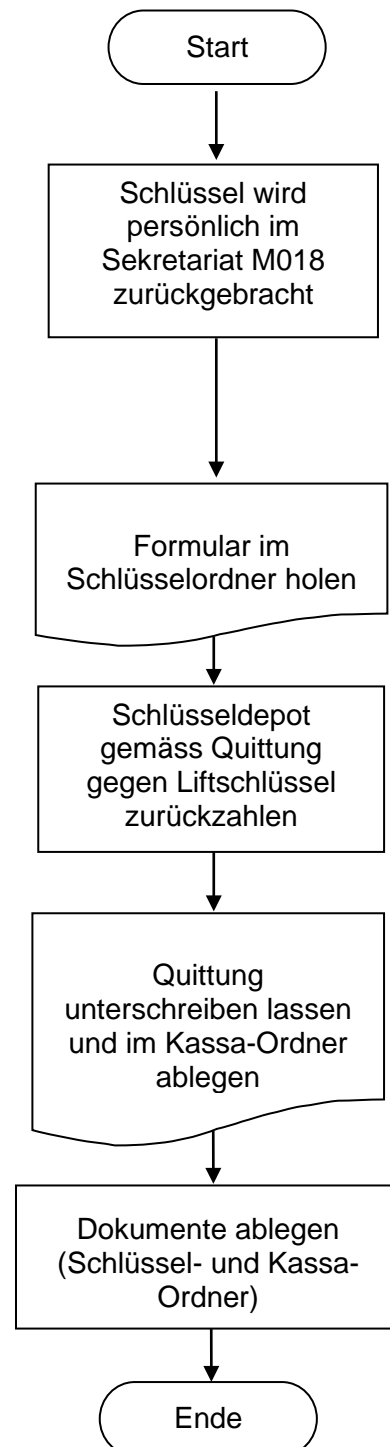 Start
Schlüssel wird
persönlich im
Sekretariat M018
zurückgebracht
Formular im
Schlüsselordner holen
Schlüsseldepot
gemäss Quittung
gegen Liftschlüssel
zurückzahlen
Quittung
unterschreiben lassen
und im Kassa-Ordner
ablegen
Dokumente ablegen
(Schlüssel- und Kassa-
Ordner)
Ende